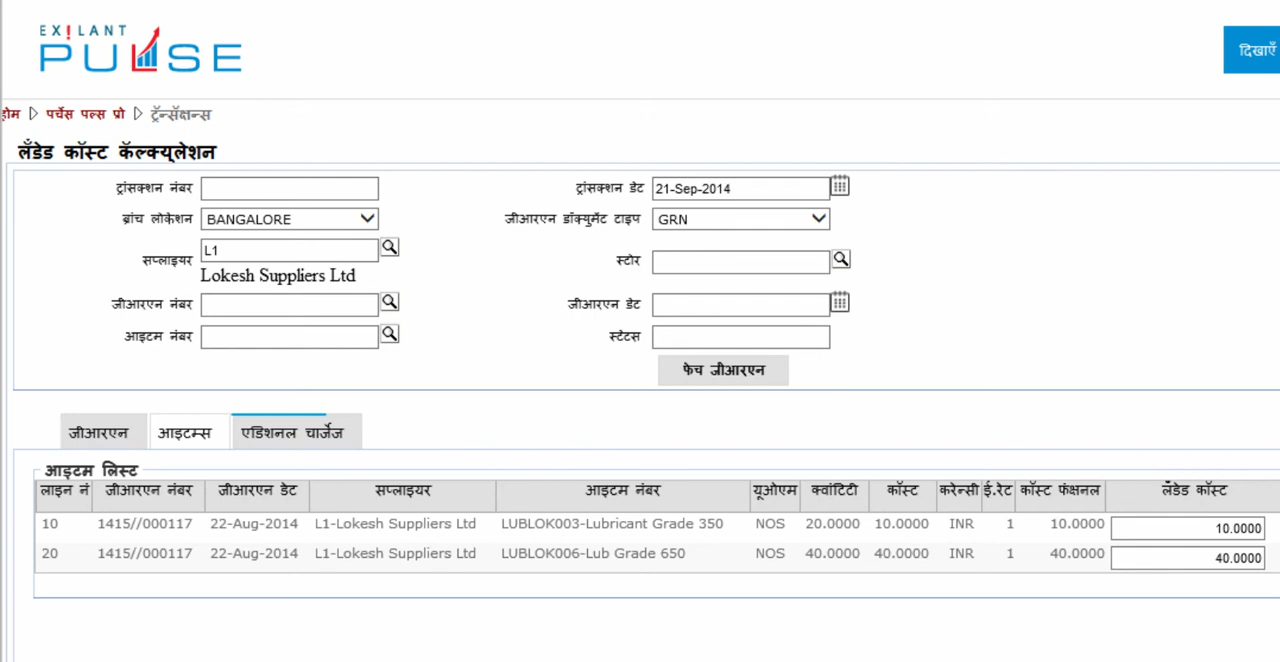 EX!LANT
PULSE
दिखाएँ
होम ▷ पर्चेस पल्स प्रो ▷ ट्रॅन्सॅक्षन्स
लँडेड कॉस्ट कॅल्क्यूलेशन
ट्रांसक्शन नंबर ट्रांसक्शन डेट 21-Sep-2014
ब्रांच लोकेशन BANGALORE जीआरएन डॉक्युमेंट टाइप GRN
सप्लाइयर L1 स्टोर
Lokesh Suppliers Ltd
जीआरएन नंबर जीआरएन डेट
आइटम नंबर स्टेटस
फेच जीआरएन
जीआरएन आइटम्स एडिशनल चार्जेज
आइटम लिस्ट
लाइन नं जीआरएन नंबर जीआरएन डेट सप्लाइयर आइटम नंबर यूओएम क्वांटिटी कॉस्ट करेन्सी ई.रेट कॉस्ट फंक्षनल लँडेड कॉस्ट
10 1415//000117 22-Aug-2014 L1-Lokesh Suppliers Ltd LUBLOK003-Lubricant Grade 350 NOS 20.0000 10.0000 INR 1 10.0000 10.0000
20 1415//000117 22-Aug-2014 L1-Lokesh Suppliers Ltd LUBLOK006-Lub Grade 650 NOS 40.0000 40.0000 INR 1 40.0000 40.0000